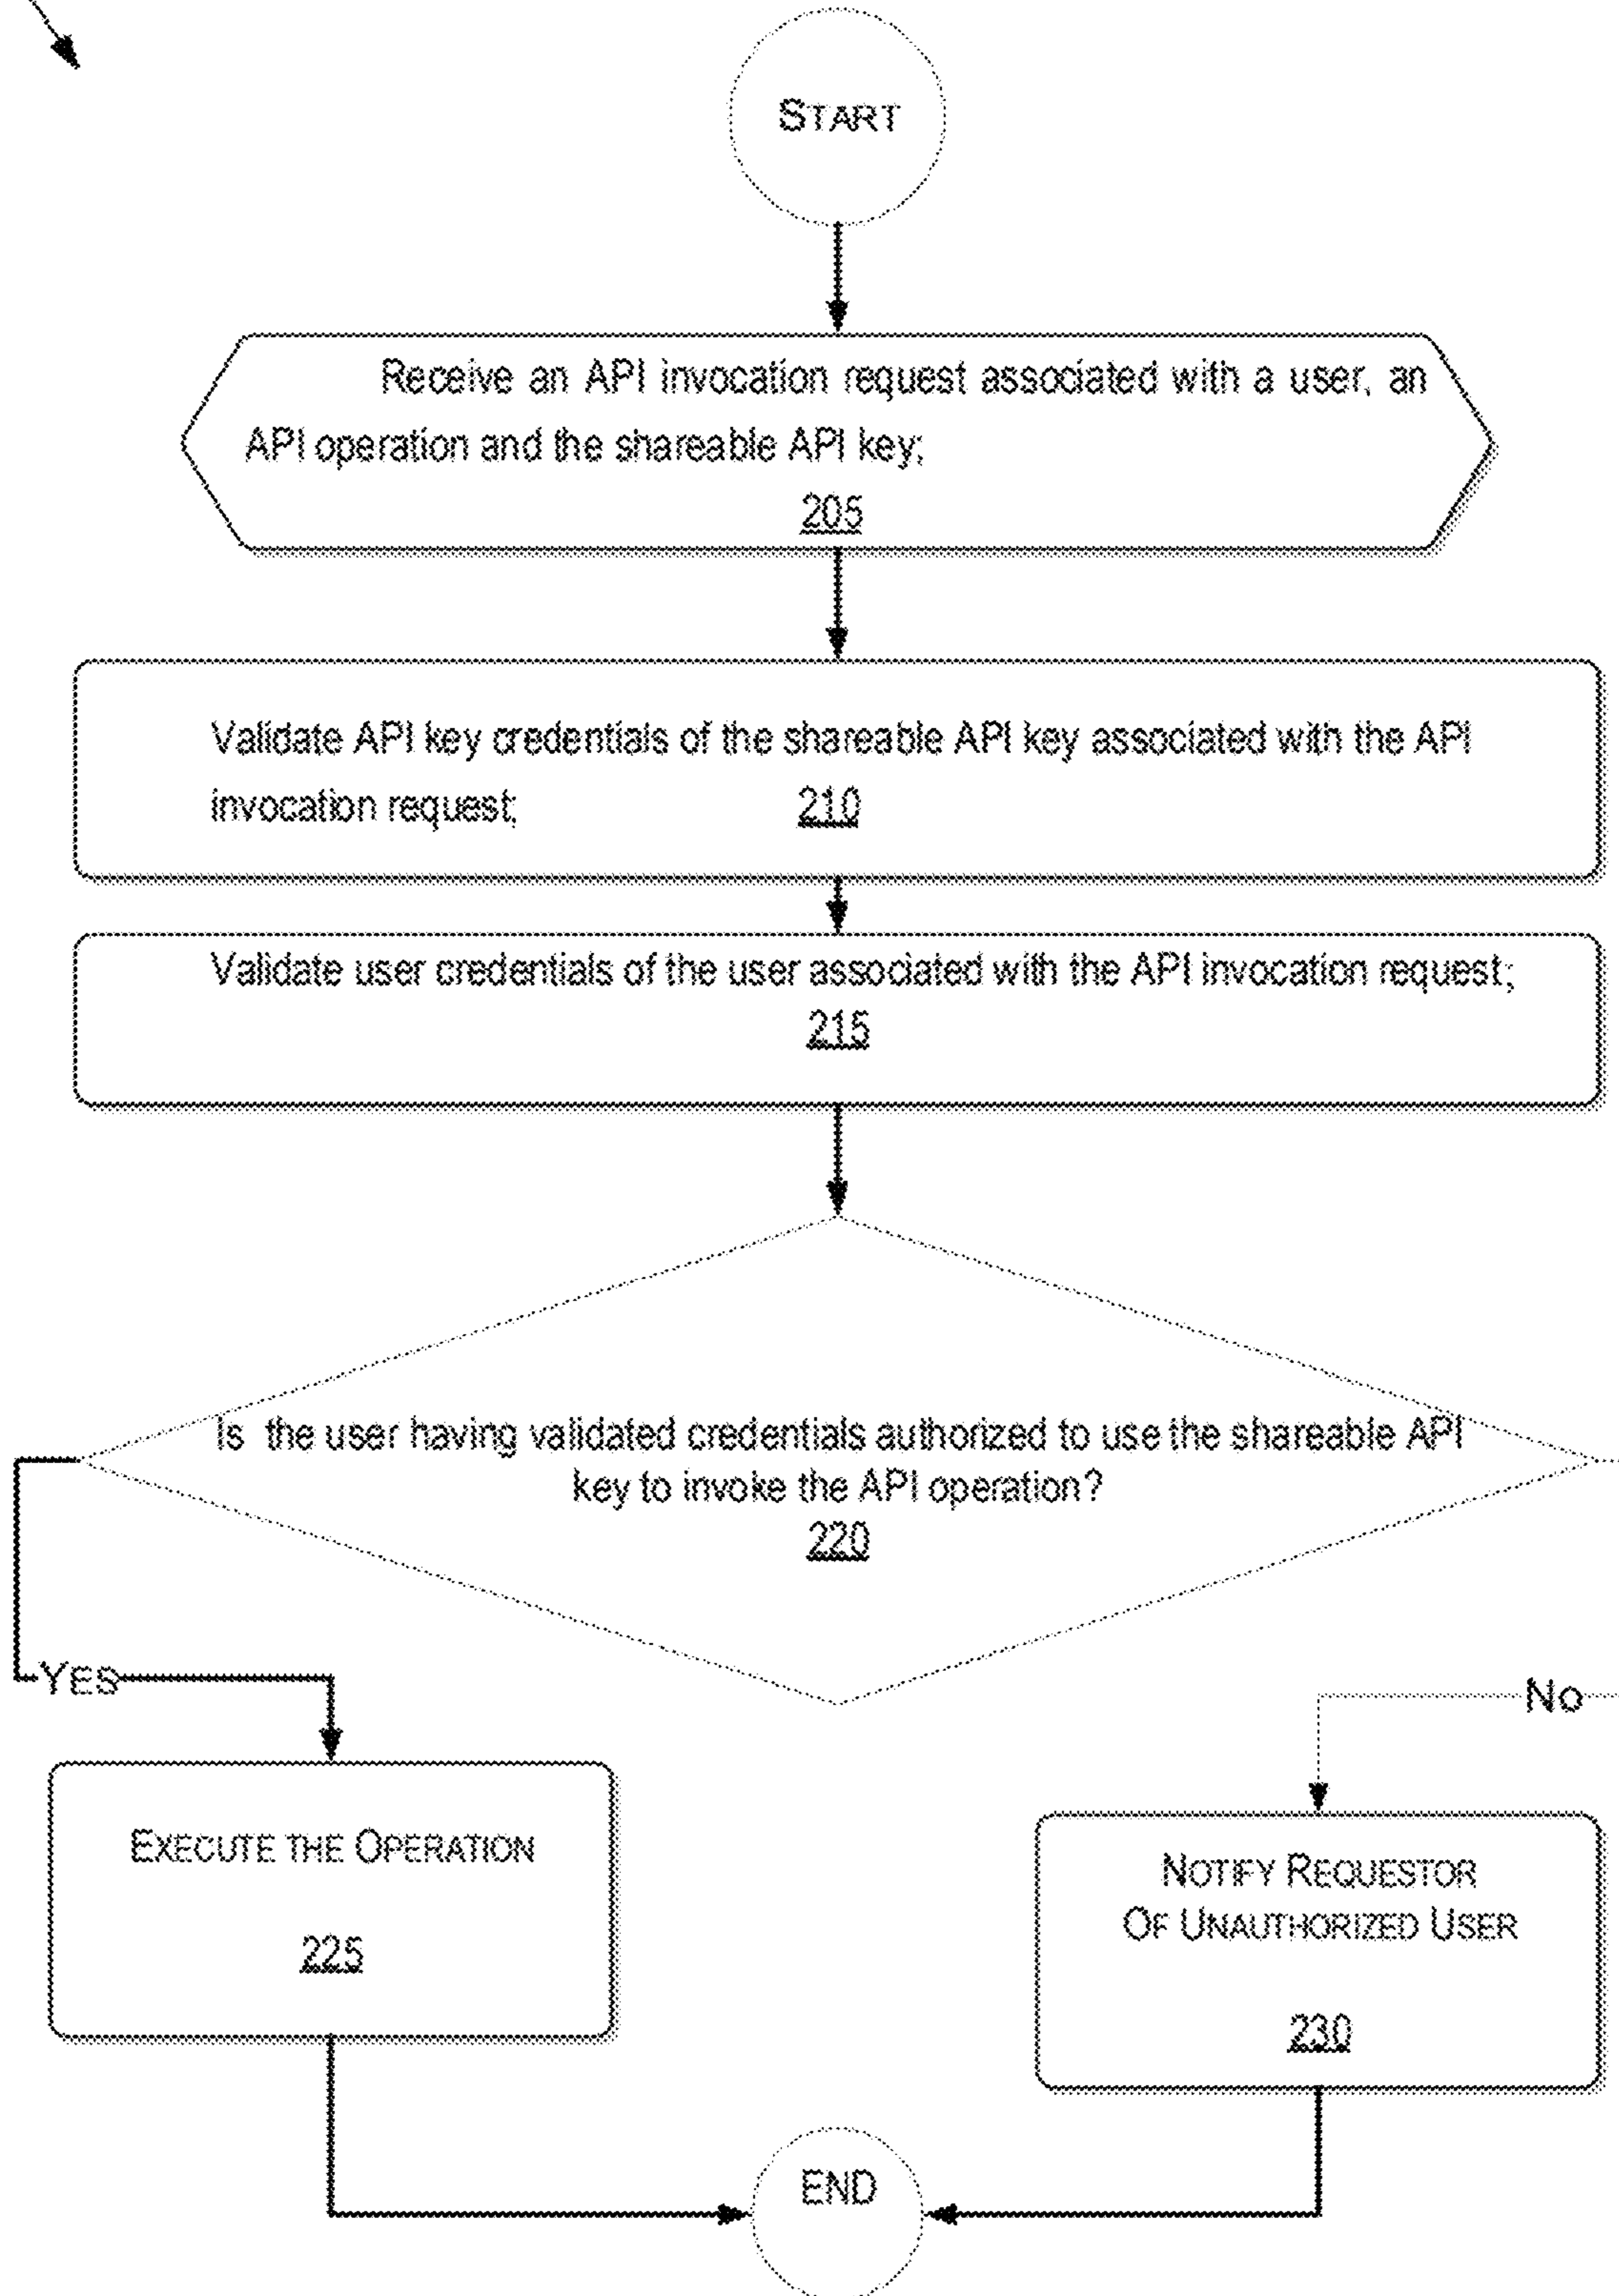 START
Receive an API invocation request associated with a user, an
API operation and the shareable API key;
205
Validate API key credentials of the shareable API key associated with the API
invocation request; 210
Validate user credentials of the user associated with the API invocation request;
215
Is the user having validated credentials authorized to use the shareable API
key to invoke the API operation?
220
YES
NO
EXECUTE THE OPERATION
225
NOTIFY REQUESTOR
OF UNAUTHORIZED USER
230
END